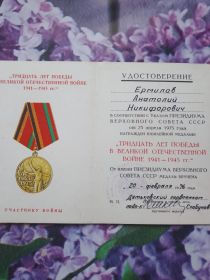 "ТРИДЦАТЬ ЛЕТ ПОБЕДЫ
В ВЕЛИКОЙ ОТЕЧЕСТВЕННОЙ
ВОЙНЕ
1941—1945 гг."
УЧАСТНИКУ ВОЙНЫ
УДОСТОВЕРЕНИЕ
Ермилов
Анатолий
Никифорович
В СООТВЕТСТВИИ С УКАЗОМ ПРЕЗИДИУМА
ВЕРХОВНОГО СОВЕТА СССР
от 25 апреля 1975 года
НАГРАЖДЕН ЮБИЛЕЙНОЙ МЕДАЛЬЮ
"ТРИДЦАТЬ ЛЕТ ПОБЕДЫ
В ВЕЛИКОЙ ОТЕЧЕСТВЕННОЙ
ВОЙНЕ 1941—1945 гг."
От имени ПРЕЗИДИУМА ВЕРХОВНОГО
СОВЕТА СССР МЕДАЛЬ ВРУЧЕНА
"20" февраля 1976 года